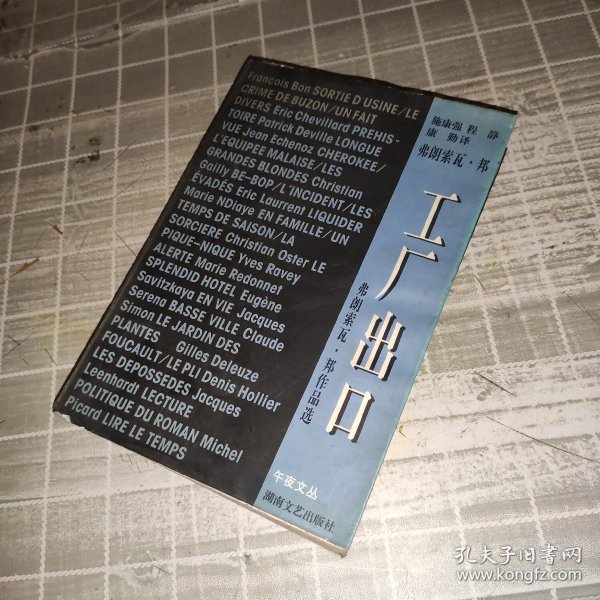 Francois Bon SORTIE D'USINE/LE
CRIME DE BUZON/UN FAIT
DIVERS Eric Chevillard PREHIS-
TOIRE Patrick Deville LONGUE
VUE Jean Echenoz CHEROKEE/
L'EQUIPEE MALAISE/LES
GRANDES BLONDES Christian
Gailly BE-BOP/L'INCIDENT/LES
ÉVADÉS Eric Laurrent LIQUIDER
Marie NDiaye EN FAMILLE/UN
TEMPS DE SAISON/LA
SORCIERE Christian Oster LE
PIQUE-NIQUE Yves Ravey
ALERTE Marie Redonnet
SPLENDID HOTEL Eugène
Savitzkaya EN VIE Jacques
Serena BASSE VILLE Claude
Simon LE JARDIN DES
PLANTES Gilles Deleuze
FOUCAULT/LE PLI Denis Hollier
LES DEPOSSEDES Jacques
Leenhardt LECTURE
POLITIQUE DU ROMAN Michel
Picard LIRE LE TEMPS
施康强 程静
康勤译
弗朗索瓦·邦
工厂出口
弗朗索瓦·邦作品选
午夜文丛
湖南文艺出版社
孔夫子旧书网
www.kongfz.com